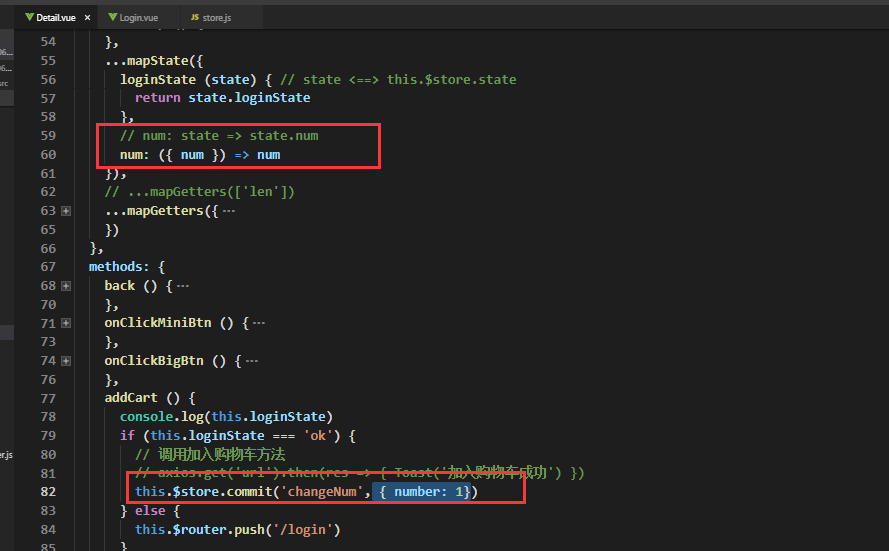 Detail.vue × Login.vue JS store.js
54 },
55 ...mapState({
56 loginState (state) { // state <==> this.$store.state
57 return state.loginState
58 },
59 // num: state => state.num
60 num: ({ num }) => num
61 }),
62 // ...mapGetters(['len'])
63 ...mapGetters({ ···
65 })
66 },
67 methods: {
68 back () { ···
70 },
71 onClickMiniBtn () { ···
73 },
74 onClickBigBtn () { ···
76 },
77 addCart () {
78 console.log(this.loginState)
79 if (this.loginState === 'ok') {
80 // 调用加入购物车方法
81 // axios.get('url').then(res => { Toast('加入购物车成功') })
82 this.$store.commit('changeNum', { number: 1})
83 } else {
84 this.$router.push('/login')
85 }